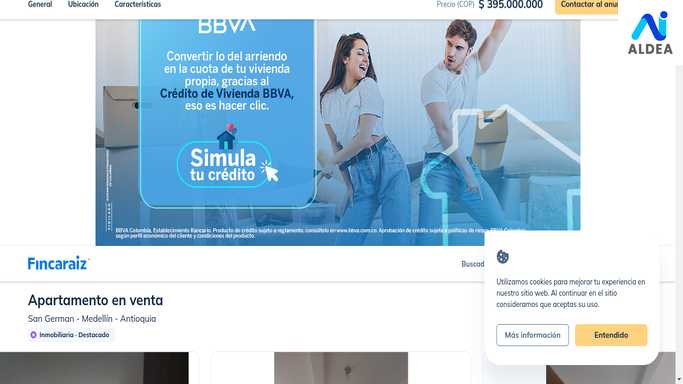 General Ubicación Características Precio (COP) $ 395.000.000 Contactar al anun
ALDEA
BBVA
Convertir lo del arriendo
en la cuota de tu vivienda
propia, gracias al
Crédito de Vivienda BBVA,
eso es hacer clic.
Simula
tu crédito
BBVA Colombia, Establecimiento Bancario. Producto de crédito sujeto a reglamento, consúltelo en www.bbva.com.co. Aprobación de crédito sujeta a políticas de riesgo BBVA Colombia,
según perfil económico del cliente y condiciones del producto.
Fincaraiz
Buscad
Apartamento en venta
San German - Medellín - Antioquia
Inmobiliaria - Destacado
Utilizamos cookies para mejorar tu experiencia en
nuestro sitio web. Al continuar en el sitio
consideramos que aceptas su uso.
Más información Entendido